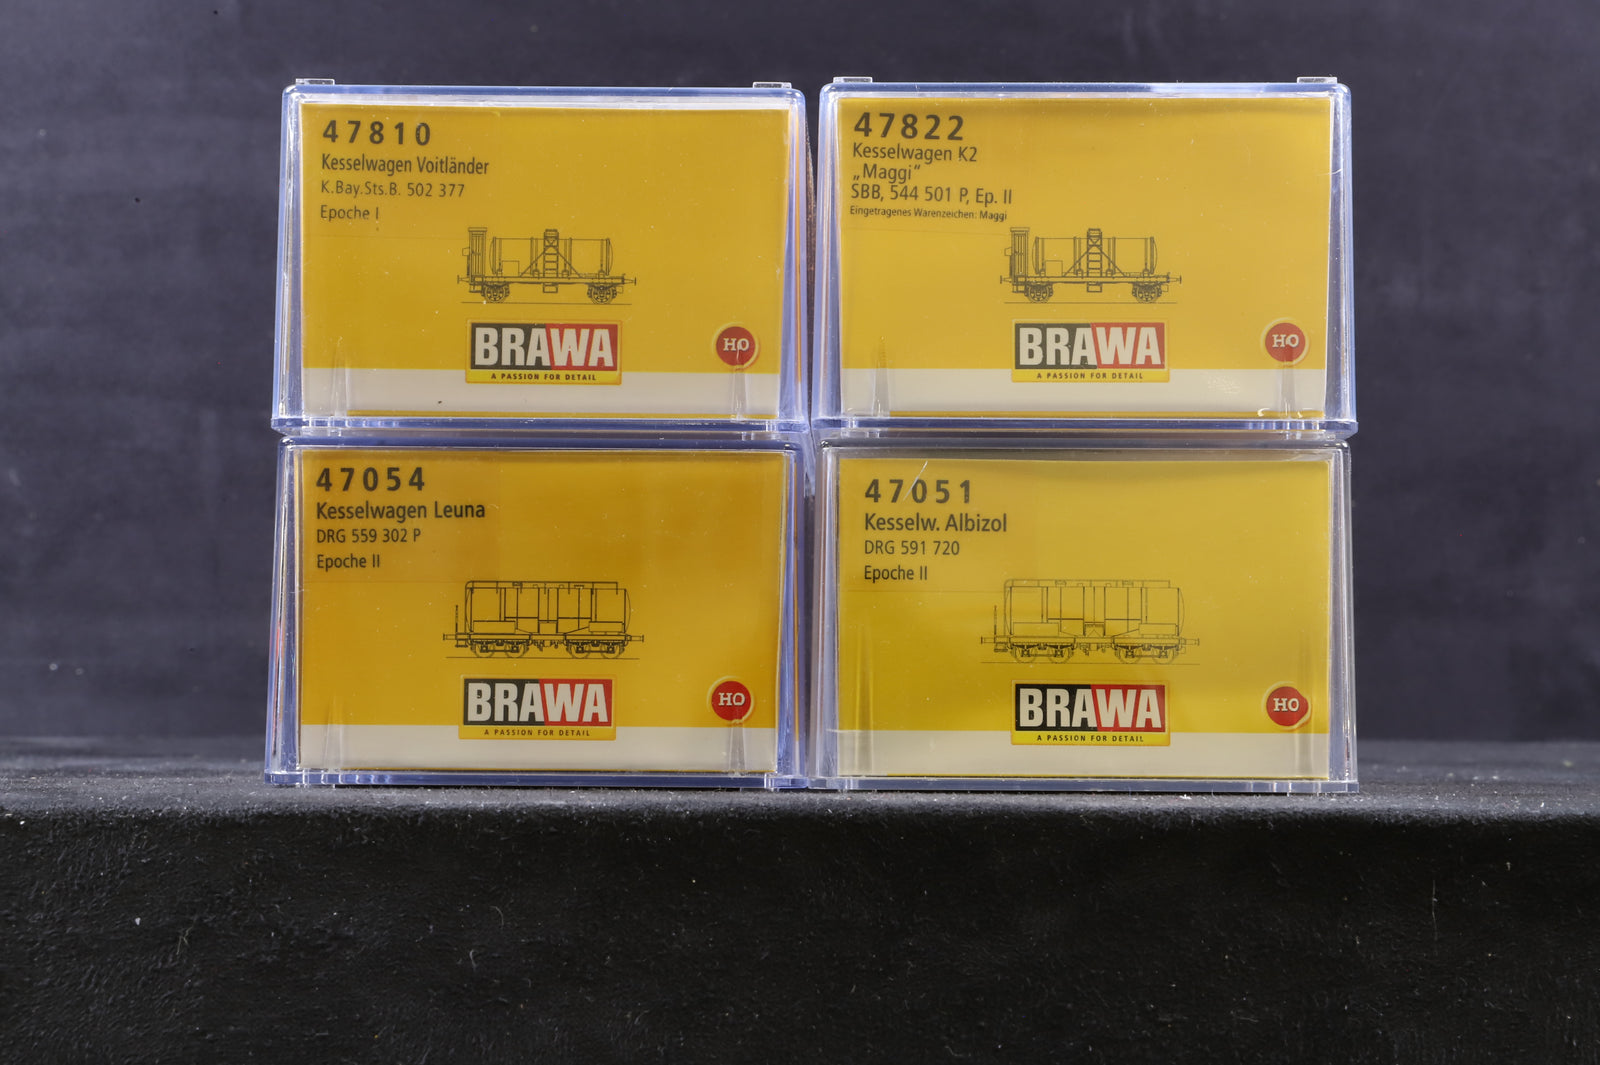 47810
Kesselwagen Voitländer
K.Bay.Sts.B. 502 377
Epoche I
BRAWA
A PASSION FOR DETAIL
HO
47822
Kesselwagen K2
„Maggi“
SBB, 544 501 P, Ep. II
Eingetragenes Warenzeichen: Maggi
BRAWA
A PASSION FOR DETAIL
HO
47054
Kesselwagen Leuna
DRG 559 302 P
Epoche II
BRAWA
A PASSION FOR DETAIL
HO
47051
Kesselw. Albizol
DRG 591 720
Epoche II
BRAWA
A PASSION FOR DETAIL
HO